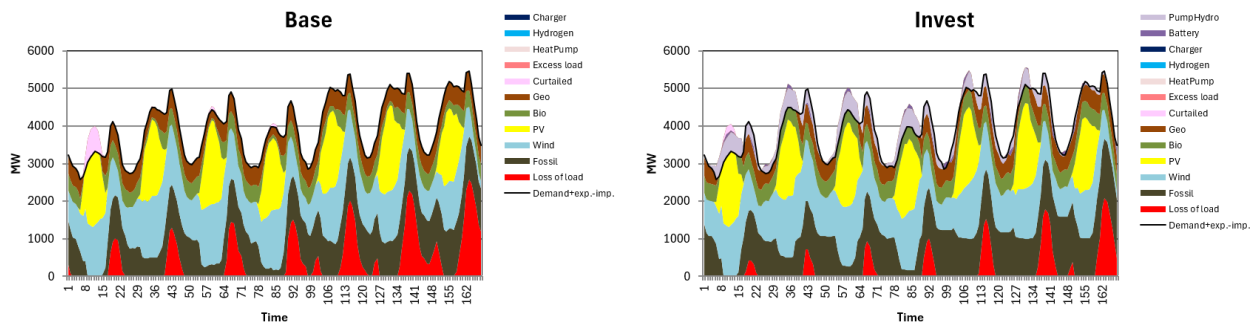 Base
Charger
Hydrogen
HeatPump
Excess load
Curtailed
Geo
Bio
PV
Wind
Fossil
Loss of load
Demand+exp.-imp.
6000
5000
4000
3000
2000
1000
0
MW
1 8 15 22 29 36 43 50 57 64 71 78 85 92 99 106 113 120 127 134 141 148 155 162
Time
Invest
PumpHydro
Battery
Charger
Hydrogen
HeatPump
Excess load
Curtailed
Geo
Bio
PV
Wind
Fossil
Loss of load
Demand+exp.-imp.
6000
5000
4000
3000
2000
1000
0
MW
1 8 15 22 29 36 43 50 57 64 71 78 85 92 99 106 113 120 127 134 141 148 155 162
Time